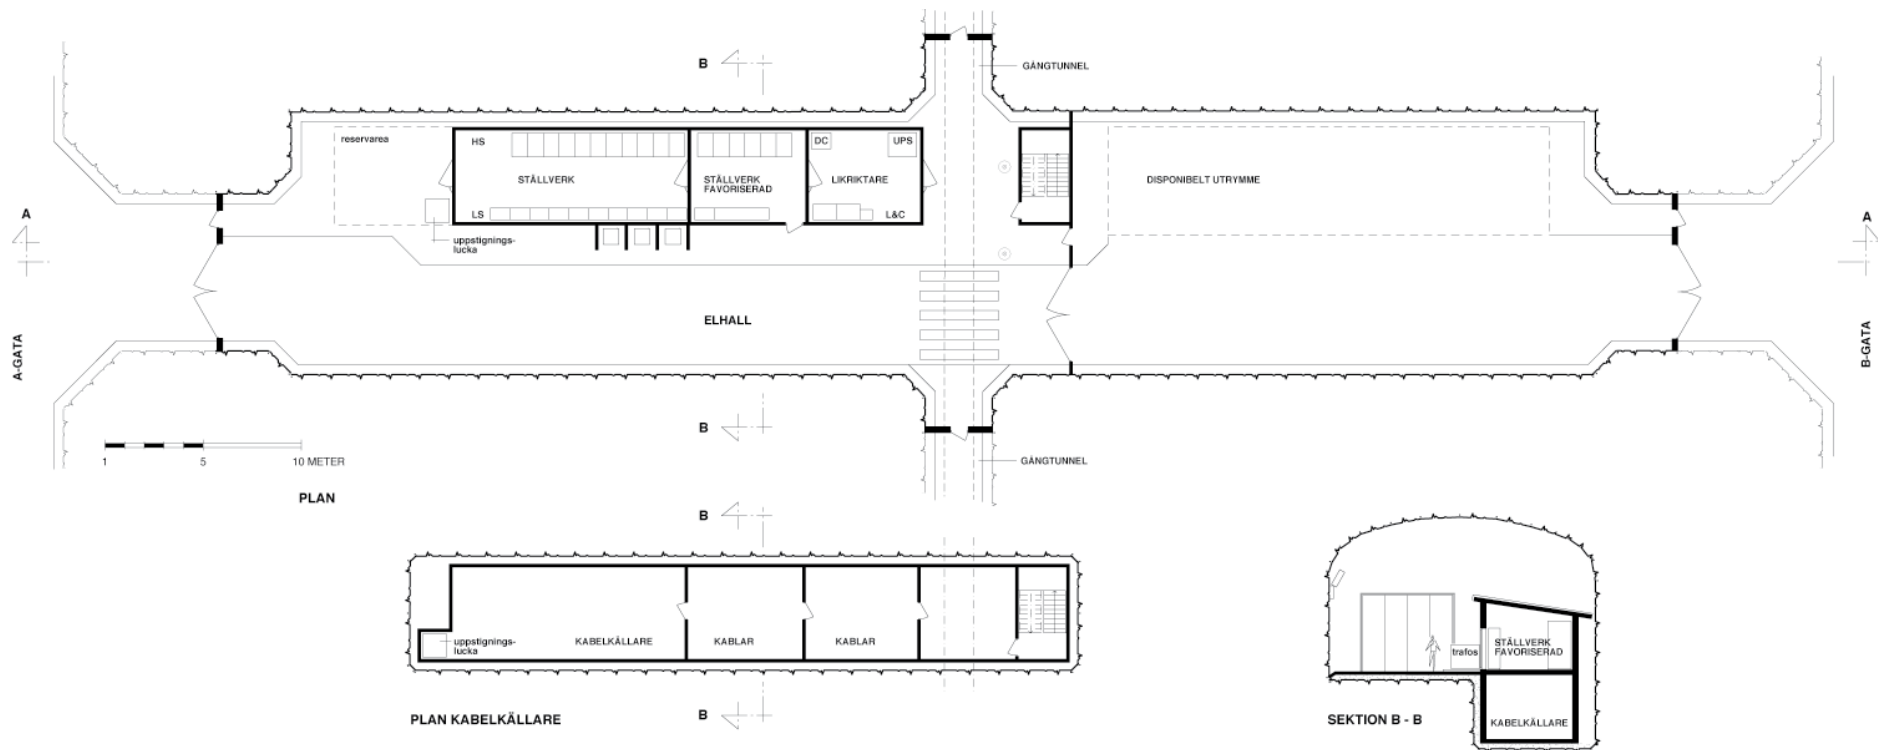 B
GÅNGTUNNEL
reservarea
HS
DC
UPS
STÄLLVERK
STÄLLVERK
FAVORISERAD
LIKRIKTARE
DISPONIBELT UTRYMME
LS
L&C
A
A
uppstignings-
lucka
ELHALL
A-GATA
B-GATA
B
1
5
10 METER
GÅNGTUNNEL
PLAN
B
uppstignings-
lucka
KABELKÄLLARE
KABLAR
KABLAR
STÄLLVERK
FAVORISERAD
trafos
B
PLAN KABELKÄLLARE
SEKTION B - B
KABELKÄLLARE